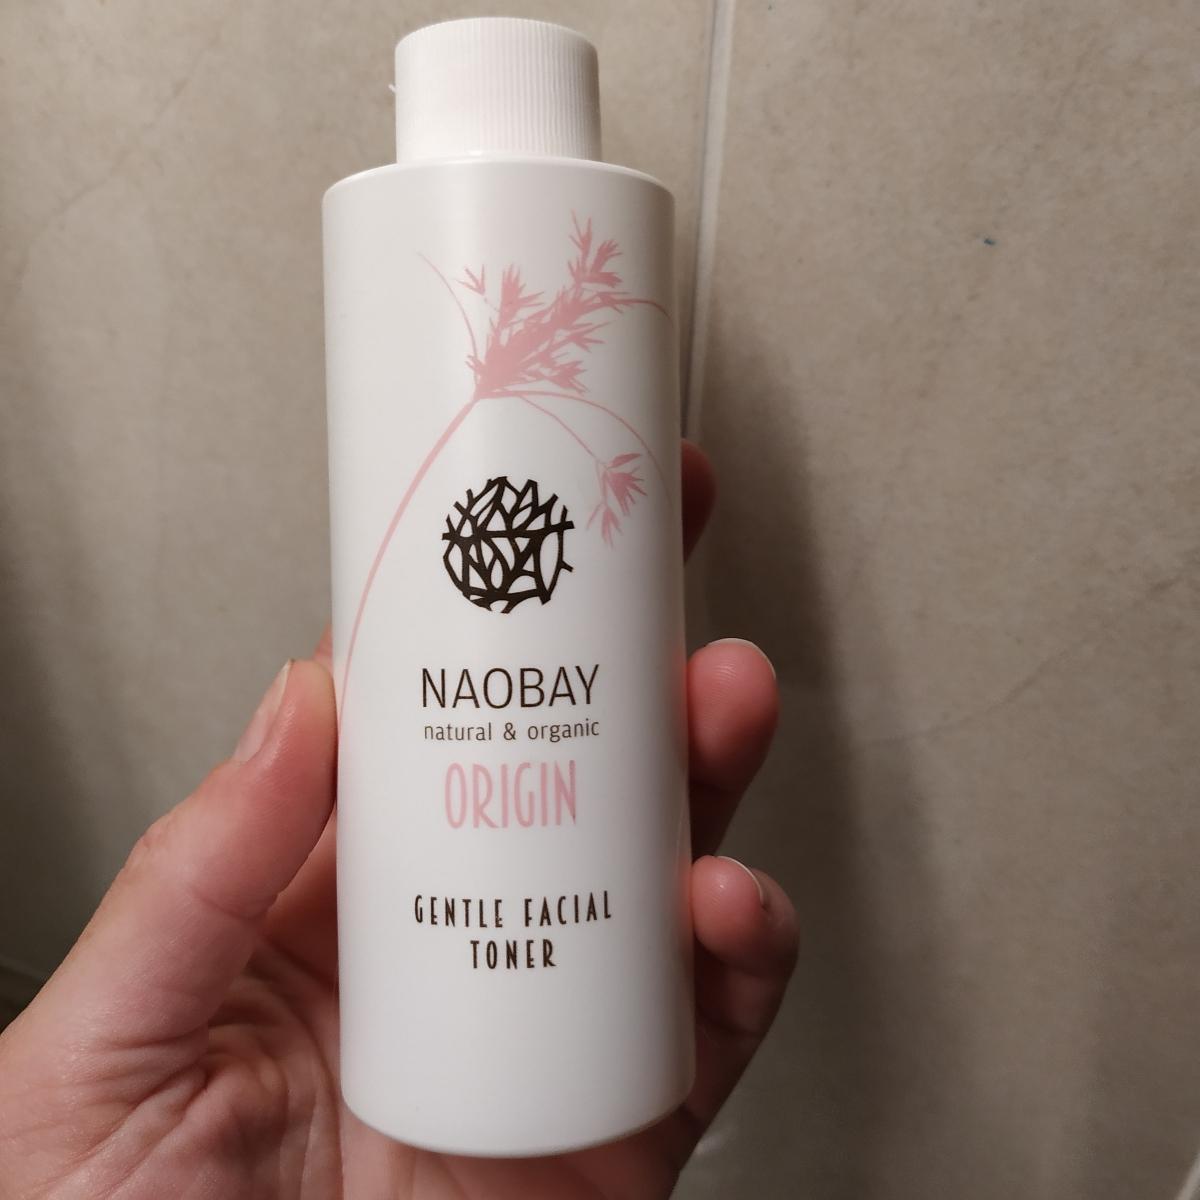 NAOBAY
natural & organic
ORIGIN
GENTLE FACIAL
TONER